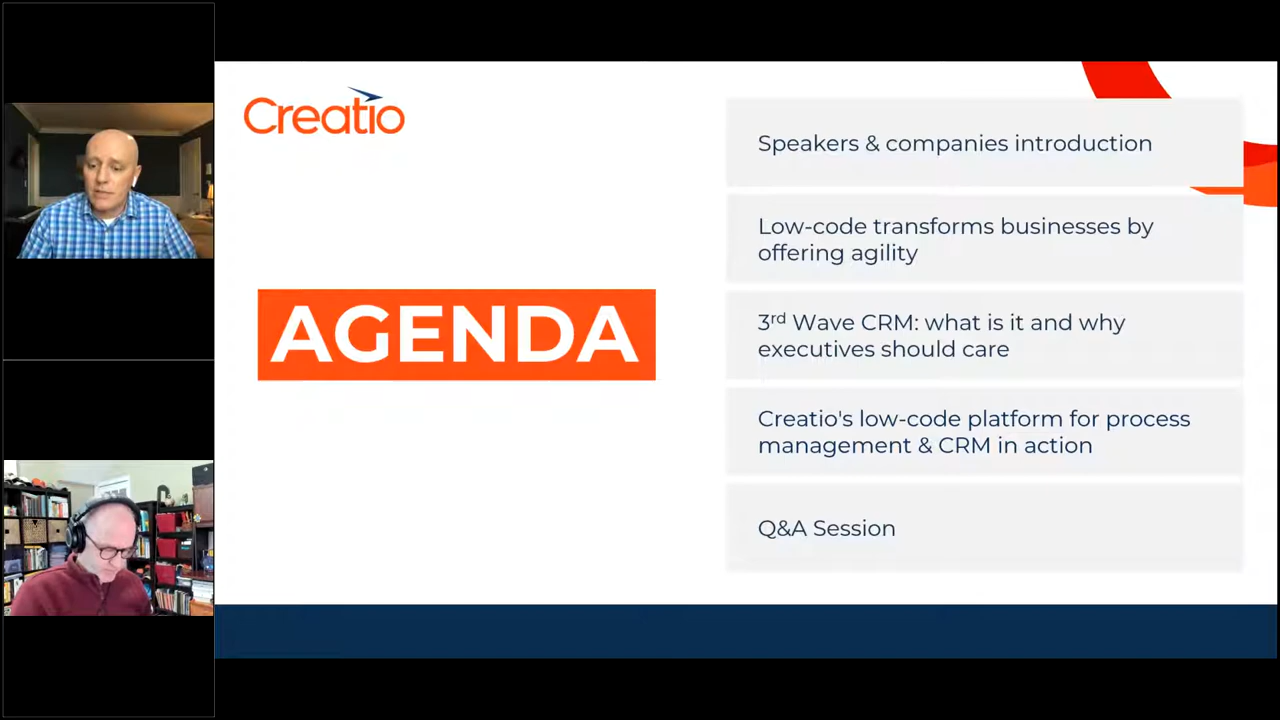 Creatio
AGENDA
Speakers & companies introduction
Low-code transforms businesses by
offering agility
3rd Wave CRM: what is it and why
executives should care
Creatio's low-code platform for process
management & CRM in action
Q&A Session